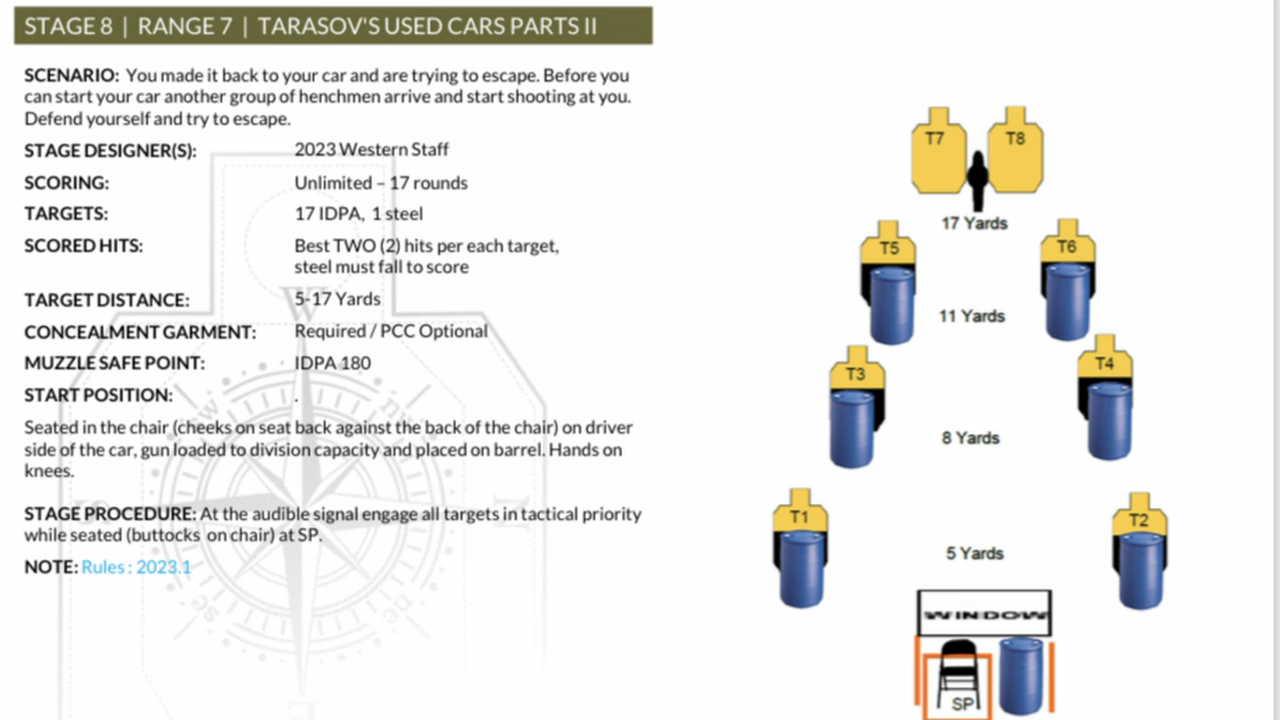 STAGE 8 | RANGE 7 | TARASOV'S USED CARS PARTS II
SCENARIO: You made it back to your car and are trying to escape. Before you
can start your car another group of henchmen arrive and start shooting at you.
Defend yourself and try to escape.
STAGE DESIGNER(S): 2023 Western Staff
SCORING: Unlimited – 17 rounds
TARGETS: 17 IDPA, 1 steel
SCORED HITS: Best TWO (2) hits per each target,
steel must fall to score
TARGET DISTANCE: 5-17 Yards
CONCEALMENT GARMENT: Required / PCC Optional
MUZZLE SAFE POINT: IDPA 180
START POSITION: .
Seated in the chair (cheeks on seat back against the back of the chair) on driver
side of the car, gun loaded to division capacity and placed on barrel. Hands on
knees.
STAGE PROCEDURE: At the audible signal engage all targets in tactical priority
while seated (buttocks on chair) at SP.
NOTE: Rules : 2023.1
W
nw
sw
E
se
ne
T7
T8
17 Yards
T5
T6
11 Yards
T3
T4
8 Yards
T1
T2
5 Yards
WINDOW
SP